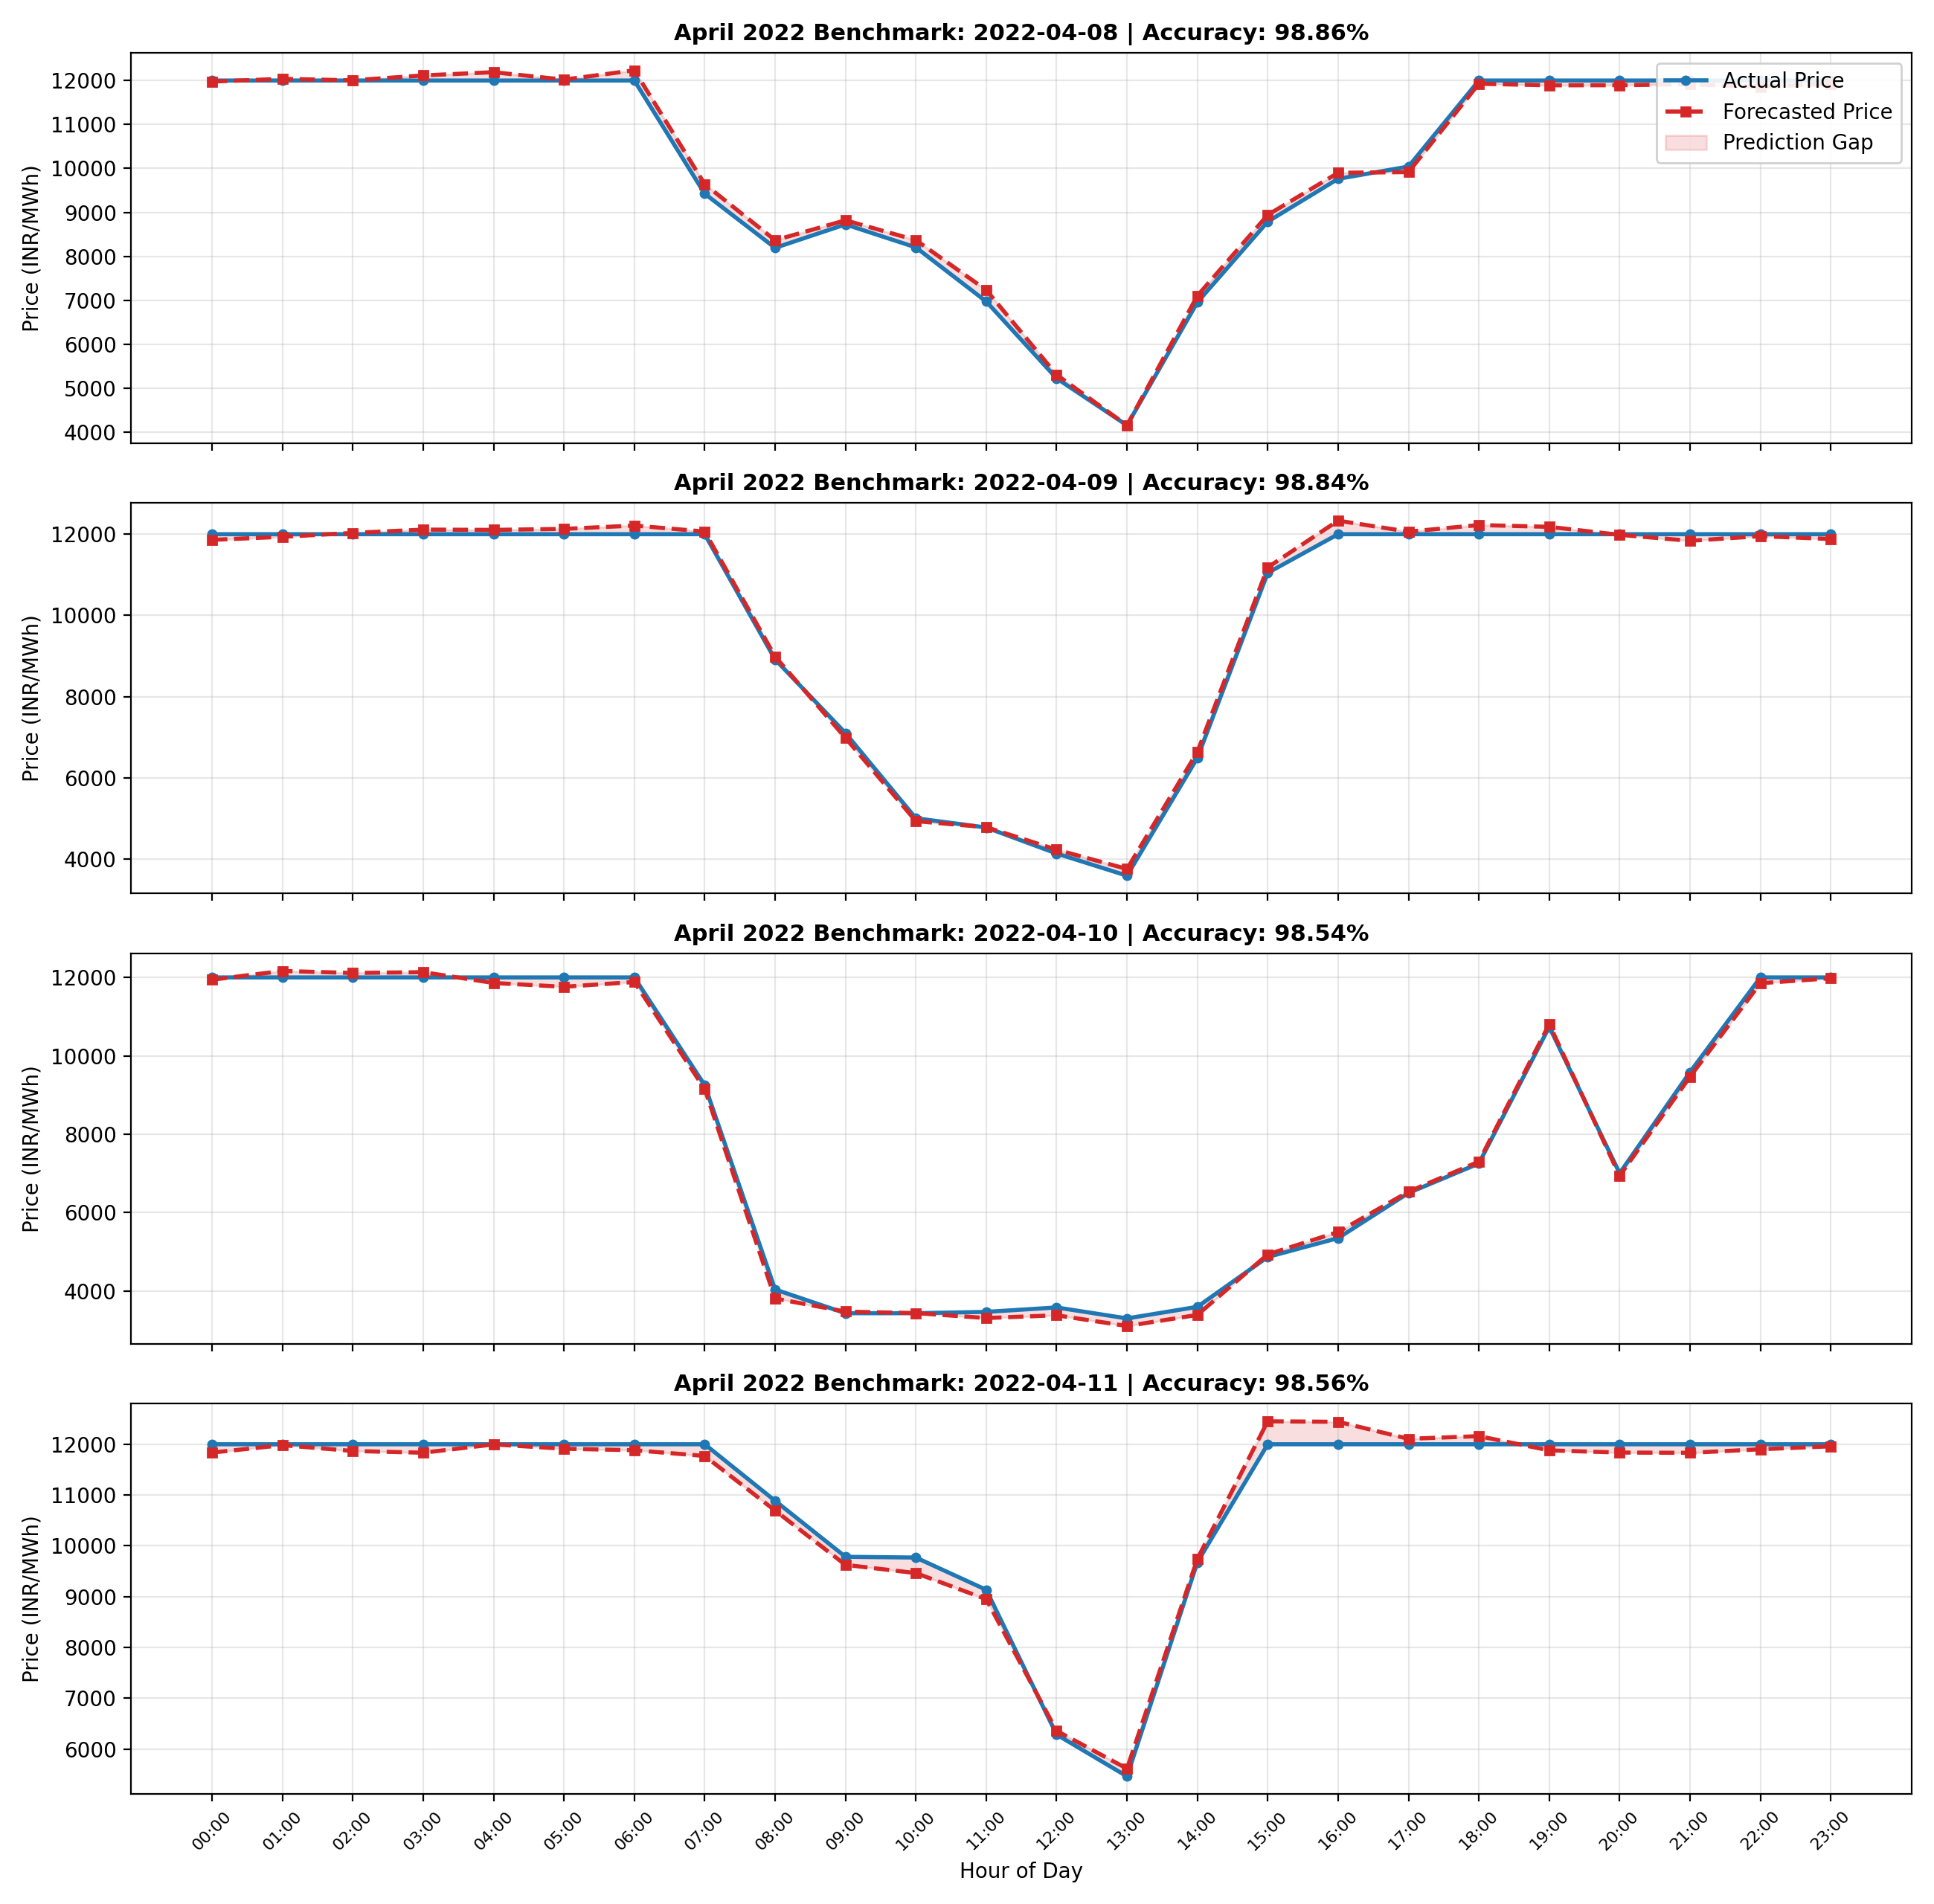 April 2022 Benchmark: 2022-04-08 | Accuracy: 98.86%
Price (INR/MWh)
12000
11000
10000
9000
8000
7000
6000
5000
4000
Actual Price
Forecasted Price
Prediction Gap
April 2022 Benchmark: 2022-04-09 | Accuracy: 98.84%
Price (INR/MWh)
12000
10000
8000
6000
4000
April 2022 Benchmark: 2022-04-10 | Accuracy: 98.54%
Price (INR/MWh)
12000
10000
8000
6000
4000
April 2022 Benchmark: 2022-04-11 | Accuracy: 98.56%
Price (INR/MWh)
12000
11000
10000
9000
8000
7000
6000
00:00 01:00 02:00 03:00 04:00 05:00 06:00 07:00 08:00 09:00 10:00 11:00 12:00 13:00 14:00 15:00 16:00 17:00 18:00 19:00 20:00 21:00 22:00 23:00
Hour of Day